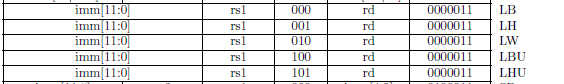 imm[11:0] rs1 000 rd 0000011 LB
imm[11:0] rs1 001 rd 0000011 LH
imm[11:0] rs1 010 rd 0000011 LW
imm[11:0] rs1 100 rd 0000011 LBU
imm[11:0] rs1 101 rd 0000011 LHU